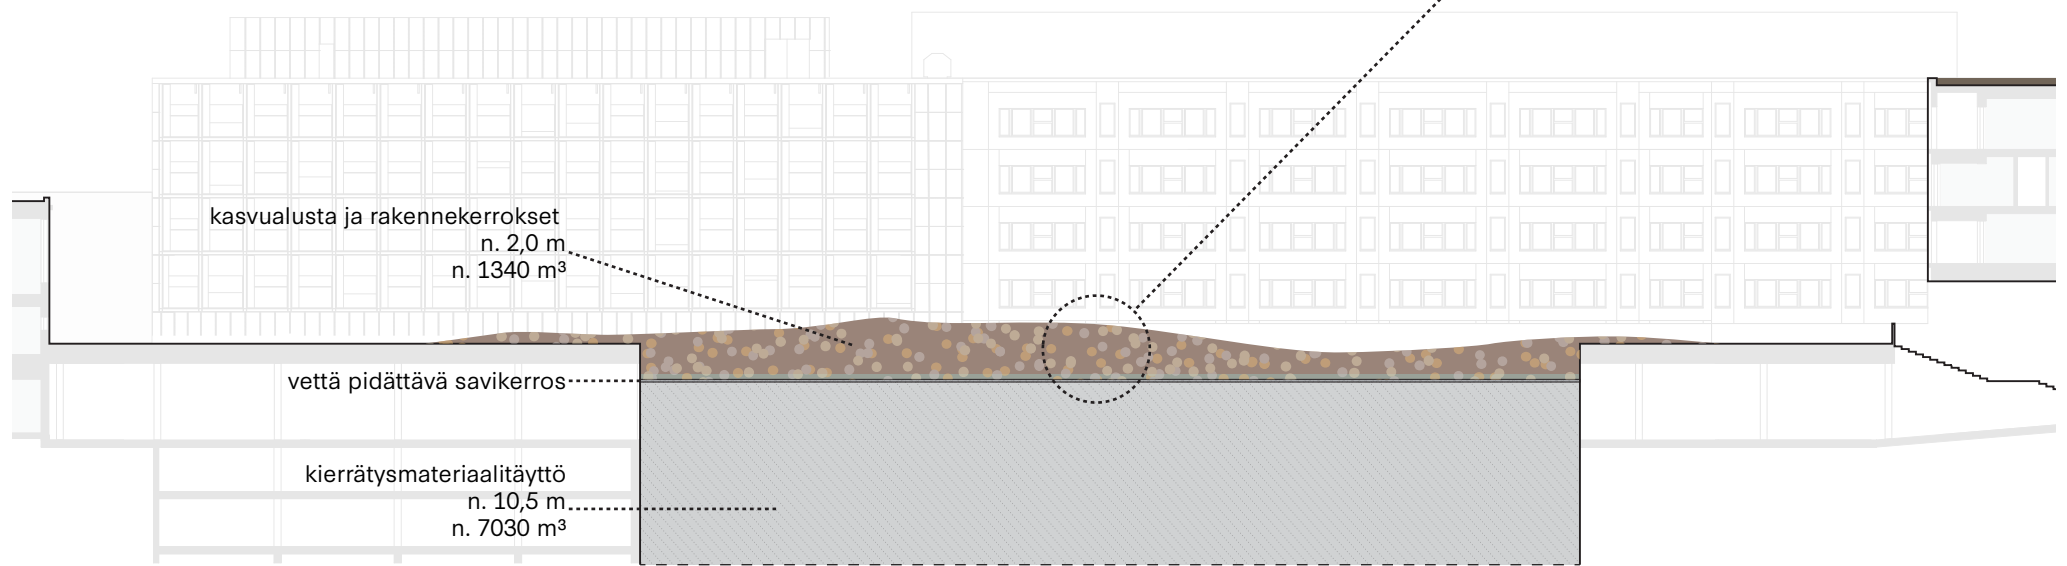 kasvualusta ja rakennekerrokset
n. 2,0 m
n. 1340 m³
vettä pidättävä savikerros
kierrätysmateriaalitäyttö
n. 10,5 m
n. 7030 m³